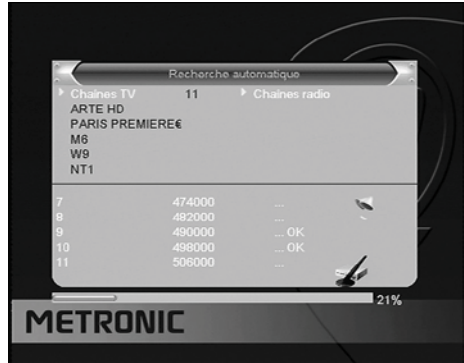 Recherche automatique
Chaînes TV 11 Chaînes radio
ARTE HD
PARIS PREMIERE€
M6
W9
NT1
7 474000 ...
8 482000 ...
9 490000 ... OK
10 498000 ... OK
11 506000 ...
21%
METRONIC